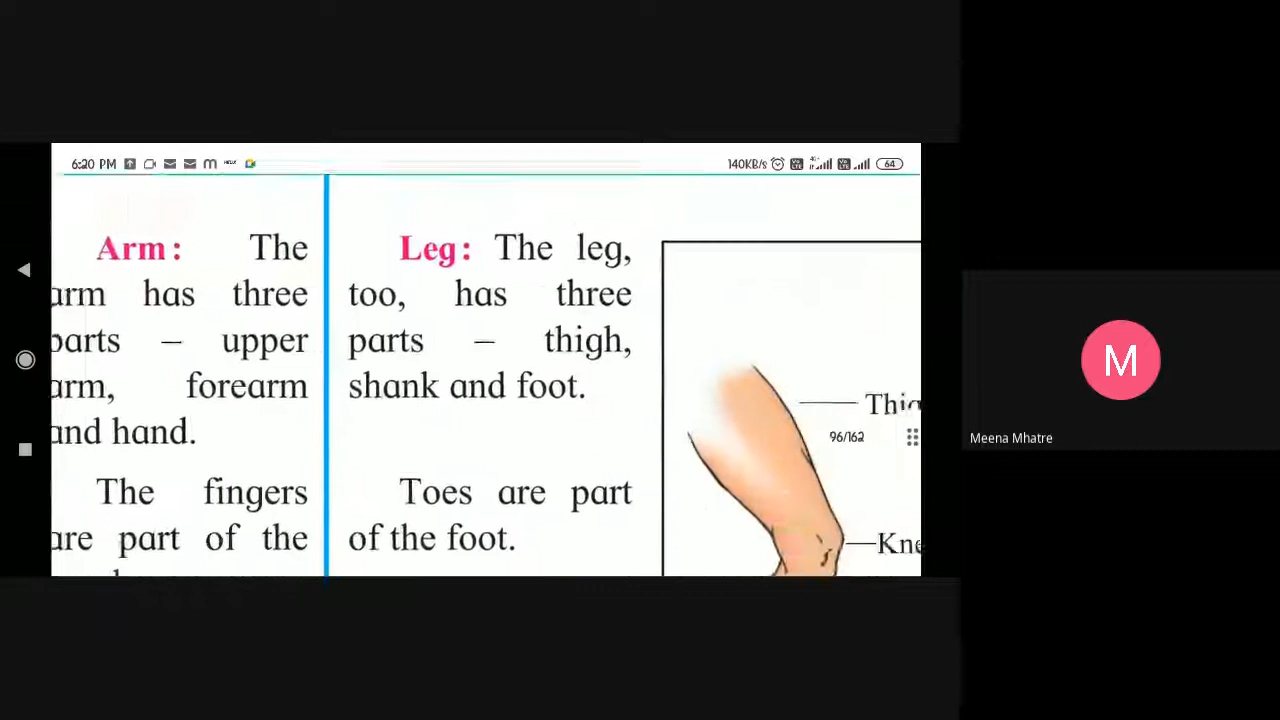 6:20 PM
140KB/s
64
Arm: The
arm has three
parts – upper
arm, forearm
and hand.
The fingers
are part of the
Leg: The leg,
too, has three
parts – thigh,
shank and foot.
Toes are part
of the foot.
Thig
96/162
Kne
M
Meena Mhatre